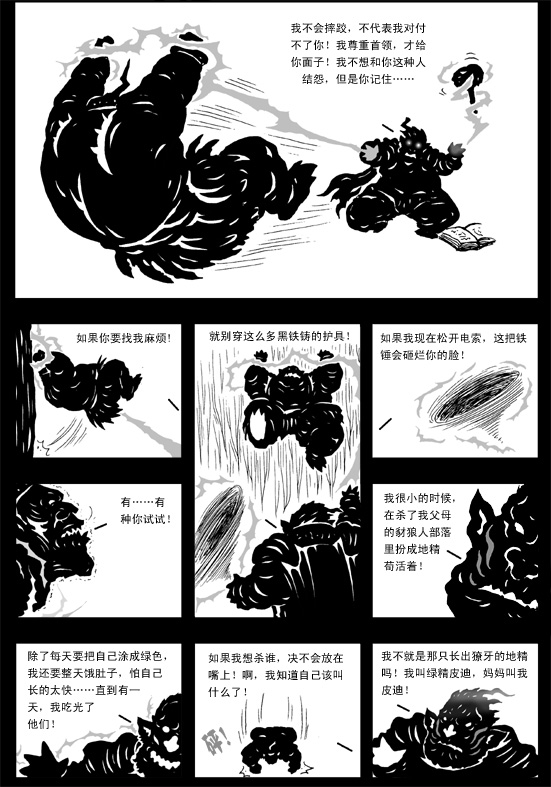 我不会摔跤，不代表我对付
不了你！我尊重首领，才给
你面子！我不想和你这种人
结怨，但是你记住……
如果你要找我麻烦！
就别穿这么多黑铁铸的护具！
如果我现在松开电索，这把铁
锤会砸烂你的脸！
有……有
种你试试！
我很小的时候，
在杀了我父母
的豺狼人部落
里扮成地精
苟活着！
除了每天要把自己涂成绿色，
我还要整天饿肚子，怕自己
长的太快……直到有一
天，我吃光了
他们！
如果我想杀谁，决不会放在
嘴上！啊，我知道自己该叫
什么了！
砰！
我不就是那只长出獠牙的地精
吗！我叫绿精皮迪，妈妈叫我
皮迪！